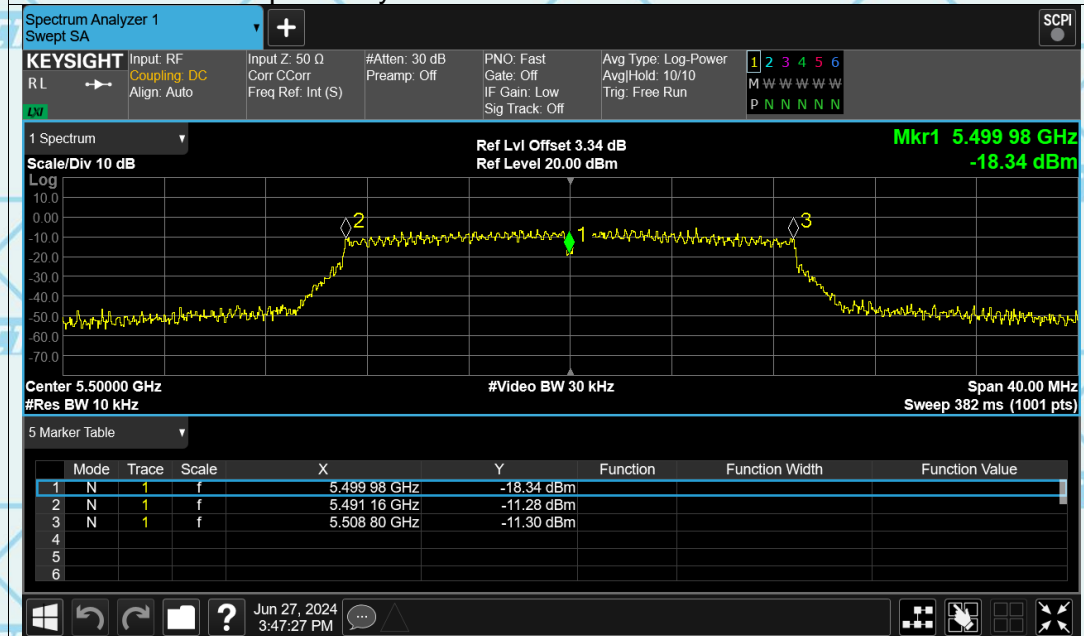 Spectrum Analyzer 1
Swept SA
+
SCPI
KEYSIGHT
RL
LXI
Input: RF
Coupling: DC
Align: Auto
Input Z: 50 Ω
Corr CCorr
Freq Ref: Int (S)
#Atten: 30 dB
Preamp: Off
PNO: Fast
Gate: Off
IF Gain: Low
Sig Track: Off
Avg Type: Log-Power
Avg|Hold: 10/10
Trig: Free Run
1 2 3 4 5 6
M W W W W W
P N N N N N
1 Spectrum
Scale/Div 10 dB
Ref Lvl Offset 3.34 dB
Ref Level 20.00 dBm
Mkr1 5.499 98 GHz
-18.34 dBm
Log
10.0
0.00
-10.0
-20.0
-30.0
-40.0
-50.0
-60.0
-70.0
2
1
3
Center 5.50000 GHz
#Res BW 10 kHz
#Video BW 30 kHz
Span 40.00 MHz
Sweep 382 ms (1001 pts)
5 Marker Table
Mode Trace Scale X Y Function Function Width Function Value
1 N 1 f 5.499 98 GHz -18.34 dBm
2 N 1 f 5.491 16 GHz -11.28 dBm
3 N 1 f 5.508 80 GHz -11.30 dBm
4
5
6
?
Jun 27, 2024
3:47:27 PM